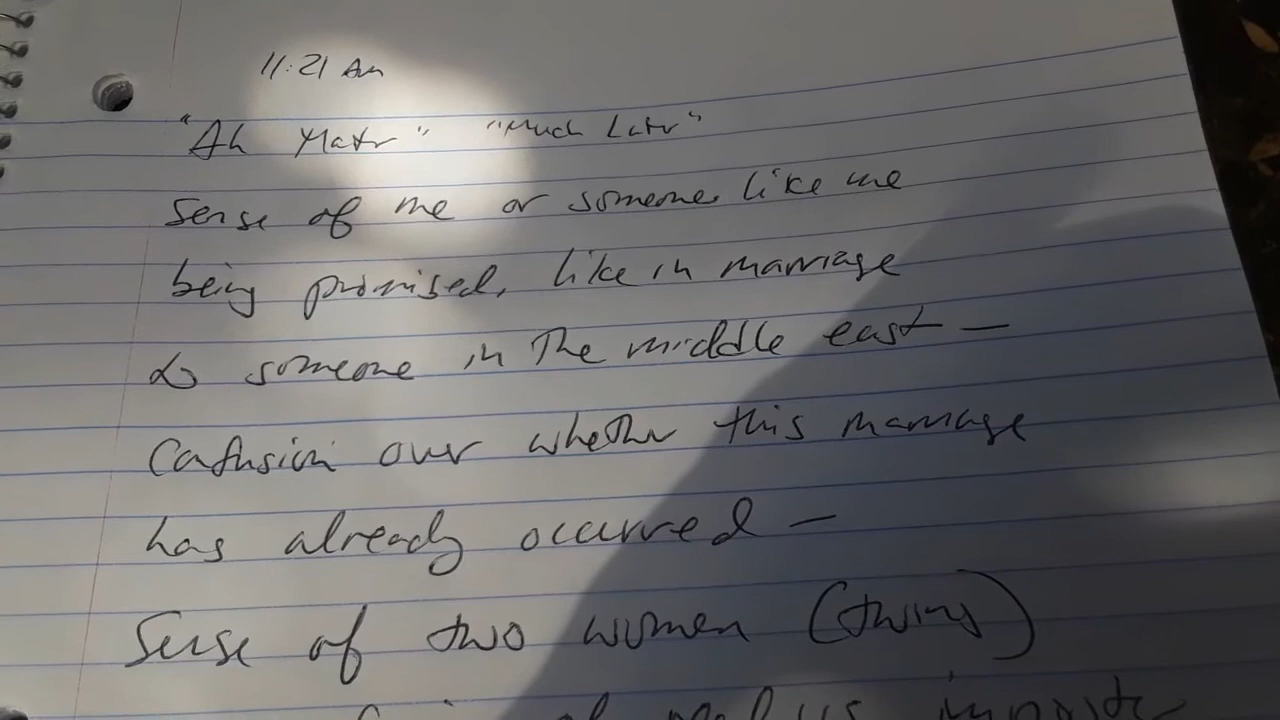 11:21 Am
"Ah Matr" "Much Later"
Sense of me or someone like me
being promised, like in marriage
to someone in the middle east –
Confusion over whether this marriage
has already occurred –
Sense of two women (twins)